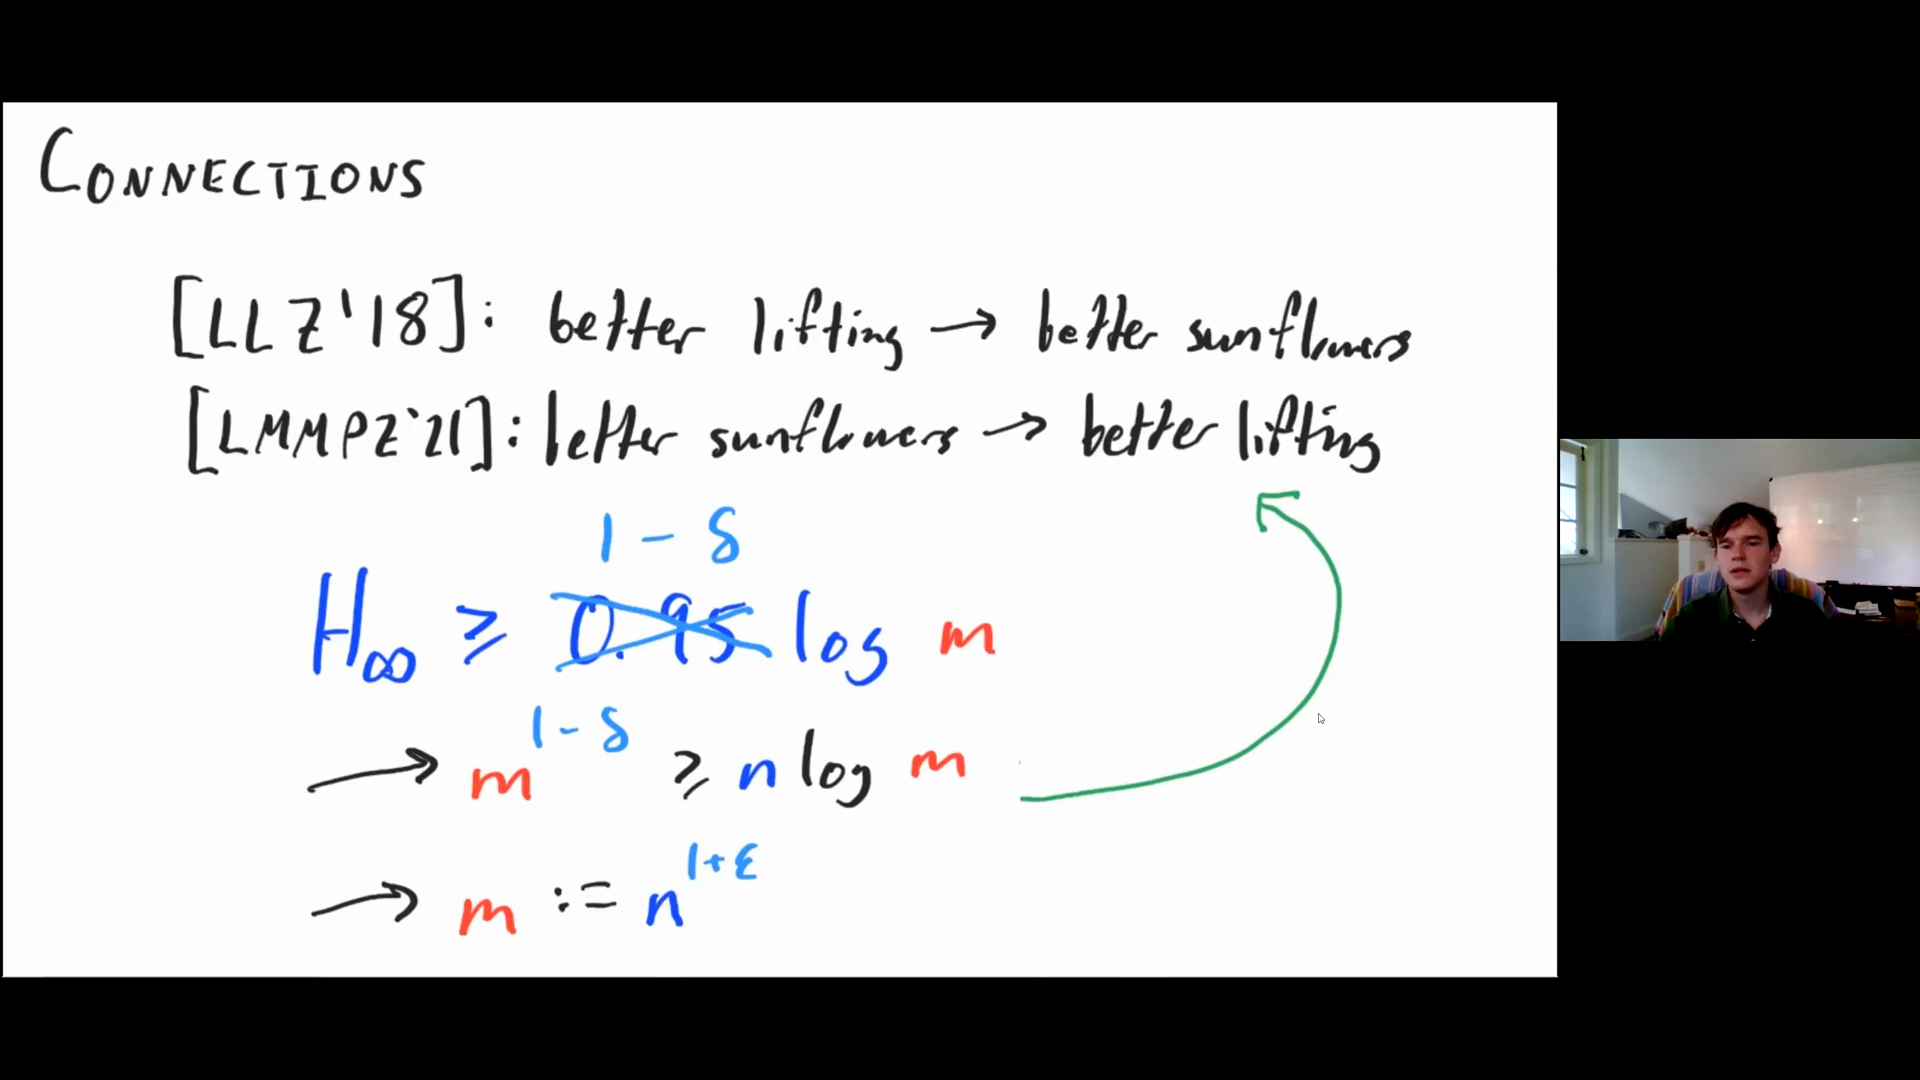 CONNECTIONS
[LLZ'18]: better lifting → better sunflowers
[LMMPZ'21]: better sunflowers → better lifting
1 - δ
H∞ ≥ 0.95 log m
→ m^{1-δ} ≥ n log m
→ m := n^{1+ε}